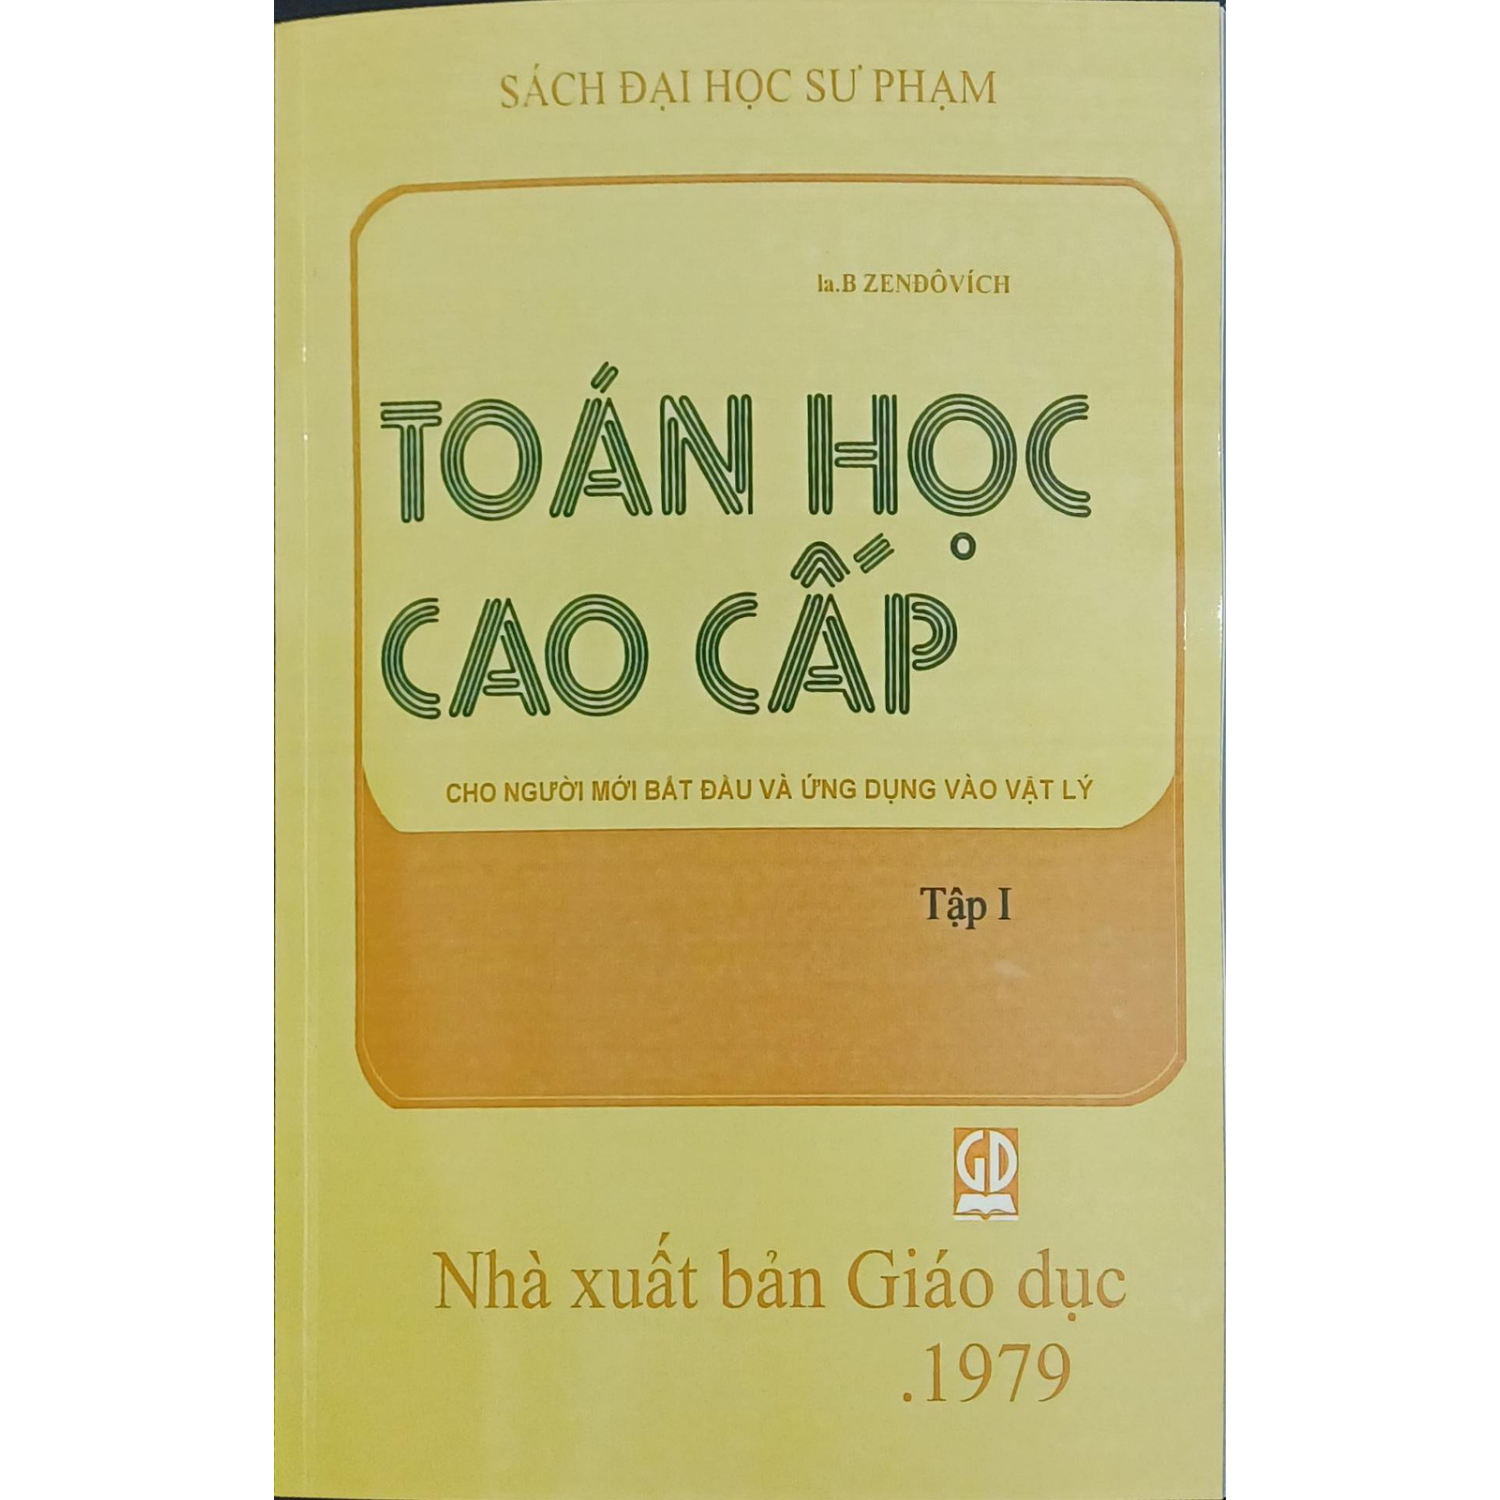 SÁCH ĐẠI HỌC SƯ PHẠM
Ia.B ZENĐÔVÍCH
TOÁN HỌC
CAO CẤP
CHO NGƯỜI MỚI BẮT ĐẦU VÀ ỨNG DỤNG VÀO VẬT LÝ
Tập I
GD
Nhà xuất bản Giáo dục
.1979